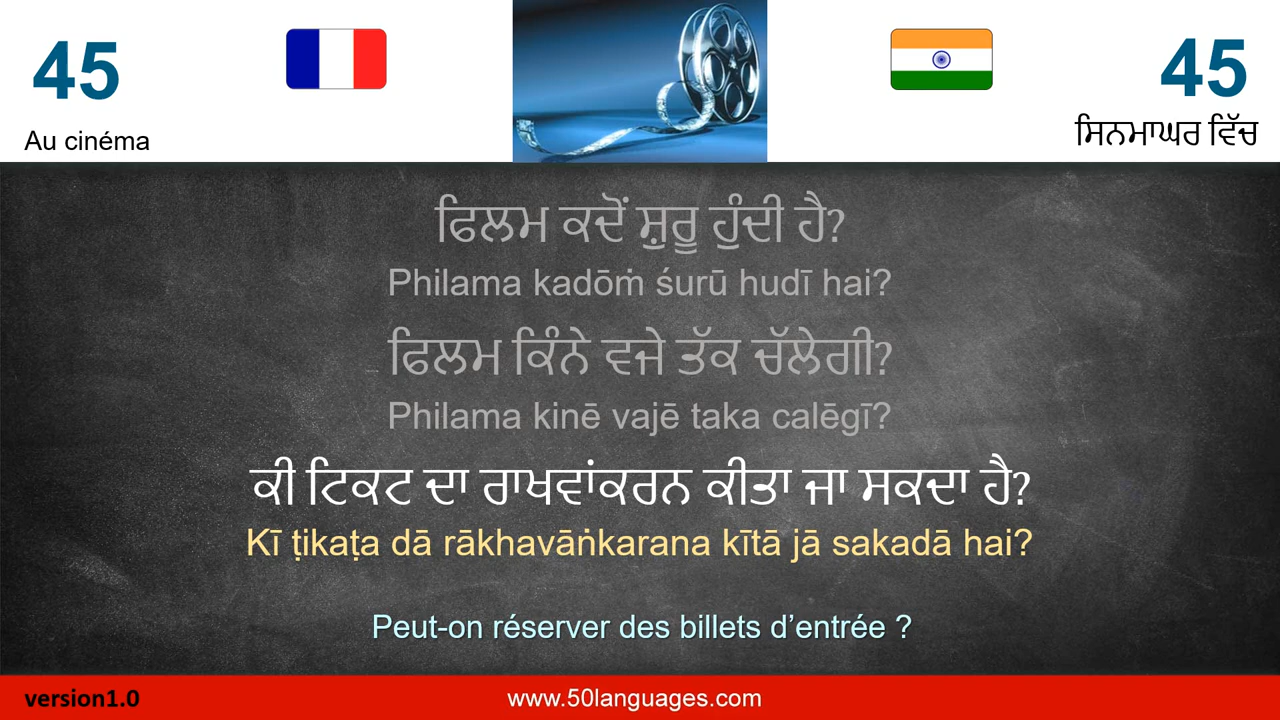 45
45
Au cinéma
ਸਿਨਮਾਘਰ ਵਿੱਚ
ਫਿਲਮ ਕਦੋਂ ਸ਼ੁਰੂ ਹੁੰਦੀ ਹੈ?
Philama kadōṁ śurū hudī hai?
ਫਿਲਮ ਕਿੰਨੇ ਵਜੇ ਤੱਕ ਚੱਲੇਗੀ?
Philama kinē vajē taka calēgī?
ਕੀ ਟਿਕਟ ਦਾ ਰਾਖਵਾਂਕਰਨ ਕੀਤਾ ਜਾ ਸਕਦਾ ਹੈ?
Kī ṭikaṭa dā rākhavāṅkarana kītā jā sakadā hai?
Peut-on réserver des billets d’entrée ?
version1.0
www.50languages.com